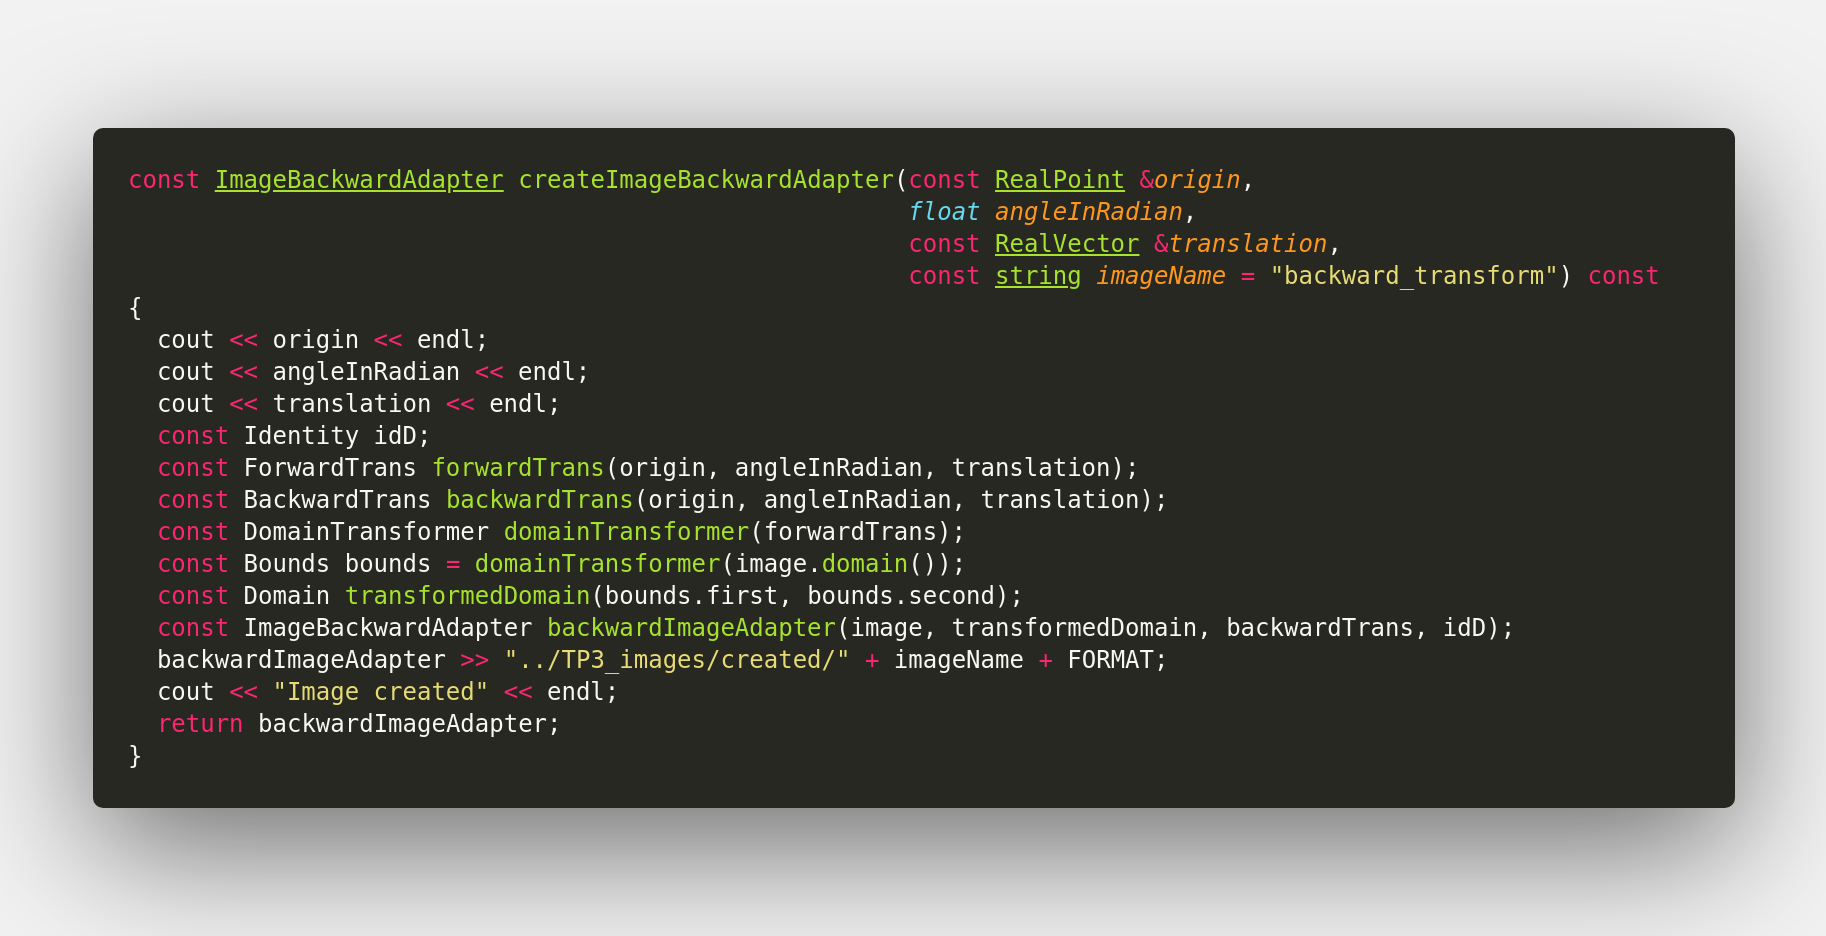 const ImageBackwardAdapter createImageBackwardAdapter(const RealPoint &origin,
                                                      float angleInRadian,
                                                      const RealVector &translation,
                                                      const string imageName = "backward_transform") const
{
  cout << origin << endl;
  cout << angleInRadian << endl;
  cout << translation << endl;
  const Identity idD;
  const ForwardTrans forwardTrans(origin, angleInRadian, translation);
  const BackwardTrans backwardTrans(origin, angleInRadian, translation);
  const DomainTransformer domainTransformer(forwardTrans);
  const Bounds bounds = domainTransformer(image.domain());
  const Domain transformedDomain(bounds.first, bounds.second);
  const ImageBackwardAdapter backwardImageAdapter(image, transformedDomain, backwardTrans, idD);
  backwardImageAdapter >> "../TP3_images/created/" + imageName + FORMAT;
  cout << "Image created" << endl;
  return backwardImageAdapter;
}